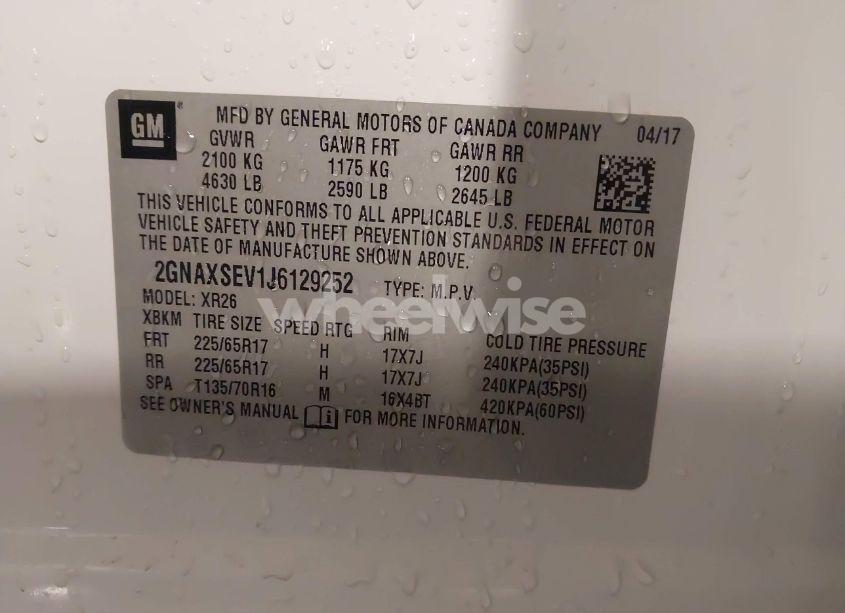 GM ® MFD BY GENERAL MOTORS OF CANADA COMPANY 04/17
GVWR GAWR FRT GAWR RR
2100 KG 1175 KG 1200 KG
4630 LB 2590 LB 2645 LB
THIS VEHICLE CONFORMS TO ALL APPLICABLE U.S. FEDERAL MOTOR
VEHICLE SAFETY AND THEFT PREVENTION STANDARDS IN EFFECT ON
THE DATE OF MANUFACTURE SHOWN ABOVE.
2GNAXSEV1J6129252 TYPE: M.P.V.
MODEL: XR26
wheelwise
XBKM TIRE SIZE SPEED RTG RIM COLD TIRE PRESSURE
FRT 225/65R17 H 17X7J 240KPA(35PSI)
RR 225/65R17 H 17X7J 240KPA(35PSI)
SPA T135/70R16 M 16X4BT 420KPA(60PSI)
SEE OWNER'S MANUAL i FOR MORE INFORMATION.